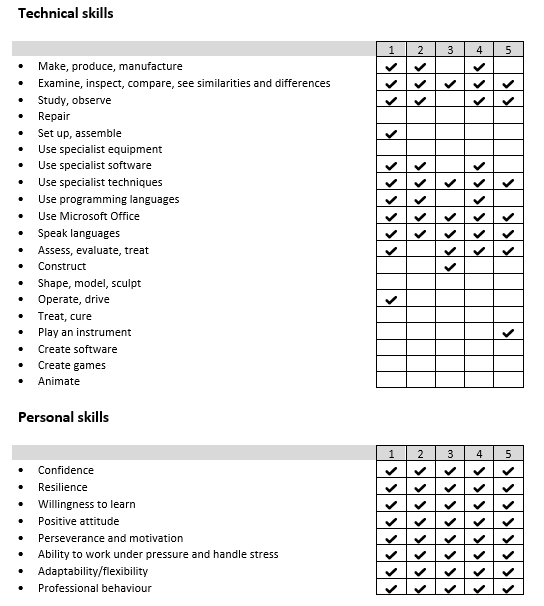 Technical skills
1 2 3 4 5
• Make, produce, manufacture ✓ ✓ ✓
• Examine, inspect, compare, see similarities and differences ✓ ✓ ✓ ✓ ✓
• Study, observe ✓ ✓ ✓ ✓
• Repair
• Set up, assemble ✓
• Use specialist equipment
• Use specialist software ✓ ✓ ✓
• Use specialist techniques ✓ ✓ ✓ ✓ ✓
• Use programming languages ✓ ✓ ✓
• Use Microsoft Office ✓ ✓ ✓ ✓ ✓
• Speak languages ✓ ✓ ✓ ✓ ✓
• Assess, evaluate, treat ✓ ✓ ✓ ✓
• Construct ✓
• Shape, model, sculpt
• Operate, drive ✓
• Treat, cure
• Play an instrument ✓
• Create software
• Create games
• Animate
Personal skills
1 2 3 4 5
• Confidence ✓ ✓ ✓ ✓ ✓
• Resilience ✓ ✓ ✓ ✓ ✓
• Willingness to learn ✓ ✓ ✓ ✓ ✓
• Positive attitude ✓ ✓ ✓ ✓ ✓
• Perseverance and motivation ✓ ✓ ✓ ✓ ✓
• Ability to work under pressure and handle stress ✓ ✓ ✓ ✓ ✓
• Adaptability/flexibility ✓ ✓ ✓ ✓ ✓
• Professional behaviour ✓ ✓ ✓ ✓ ✓